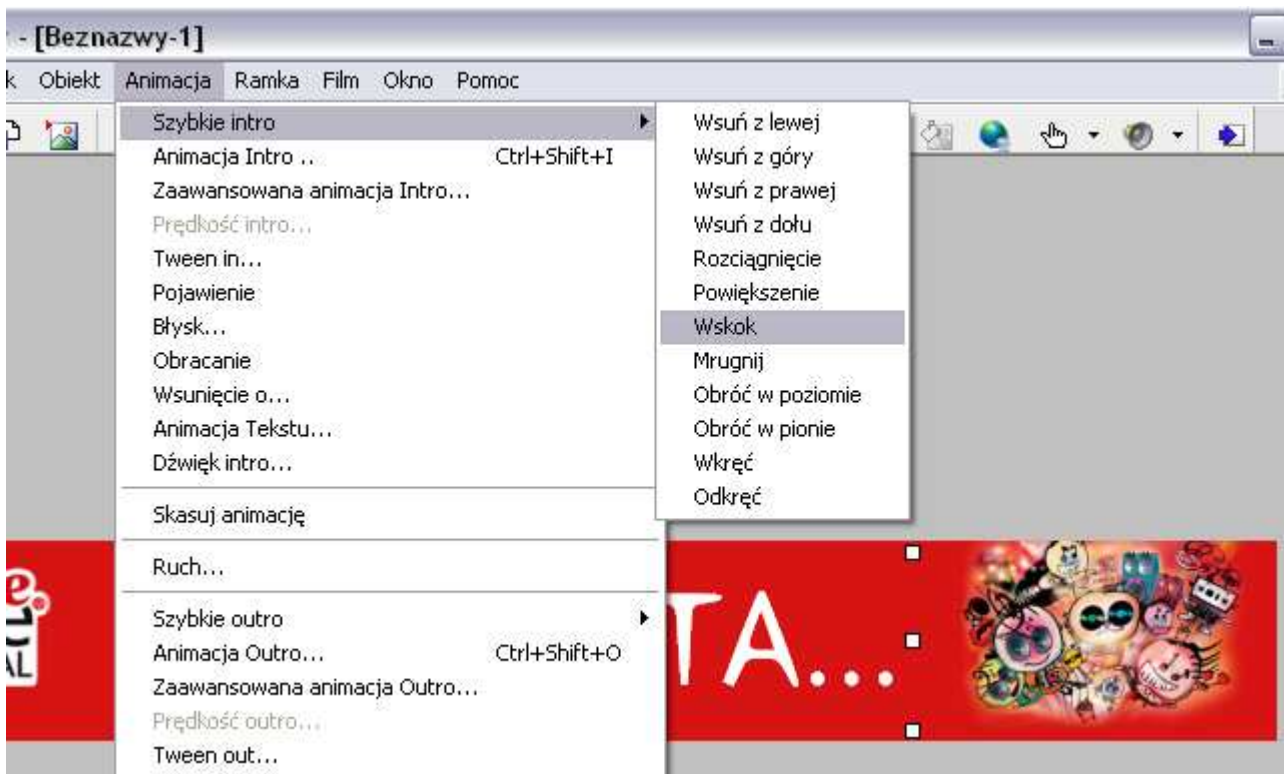 - [Beznazwy-1]
k Obiekt Animacja Ramka Film Okno Pomoc
Szybkie intro
Animacja Intro .. Ctrl+Shift+I
Zaawansowana animacja Intro...
Prędkość intro...
Tween in...
Pojawienie
Błysk...
Obracanie
Wsunięcie o...
Animacja Tekstu...
Dźwięk intro...
Skasuj animację
Ruch...
Szybkie outro
Animacja Outro... Ctrl+Shift+O
Zaawansowana animacja Outro...
Prędkość outro...
Tween out...
Wsuń z lewej
Wsuń z góry
Wsuń z prawej
Wsuń z dołu
Rozciągnięcie
Powiększenie
Wskok
Mrugnij
Obróć w poziomie
Obróć w pionie
Wkręć
Odkręć
e.
AL
TA...